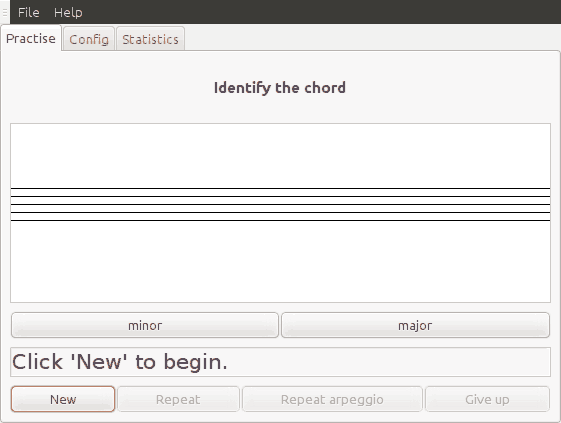 File Help
Practise Config Statistics
Identify the chord
minor major
Click 'New' to begin.
New Repeat Repeat arpeggio Give up